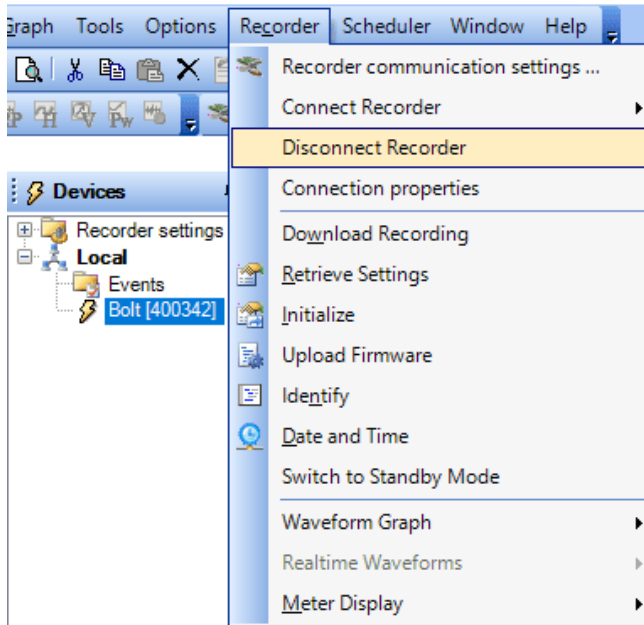 Graph Tools Options Recorder Scheduler Window Help
Recorder communication settings ...
Connect Recorder
Disconnect Recorder
Connection properties
Download Recording
Retrieve Settings
Initialize
Upload Firmware
Identify
Date and Time
Switch to Standby Mode
Waveform Graph
Realtime Waveforms
Meter Display
Devices
Recorder settings
Local
Events
Bolt [400342]